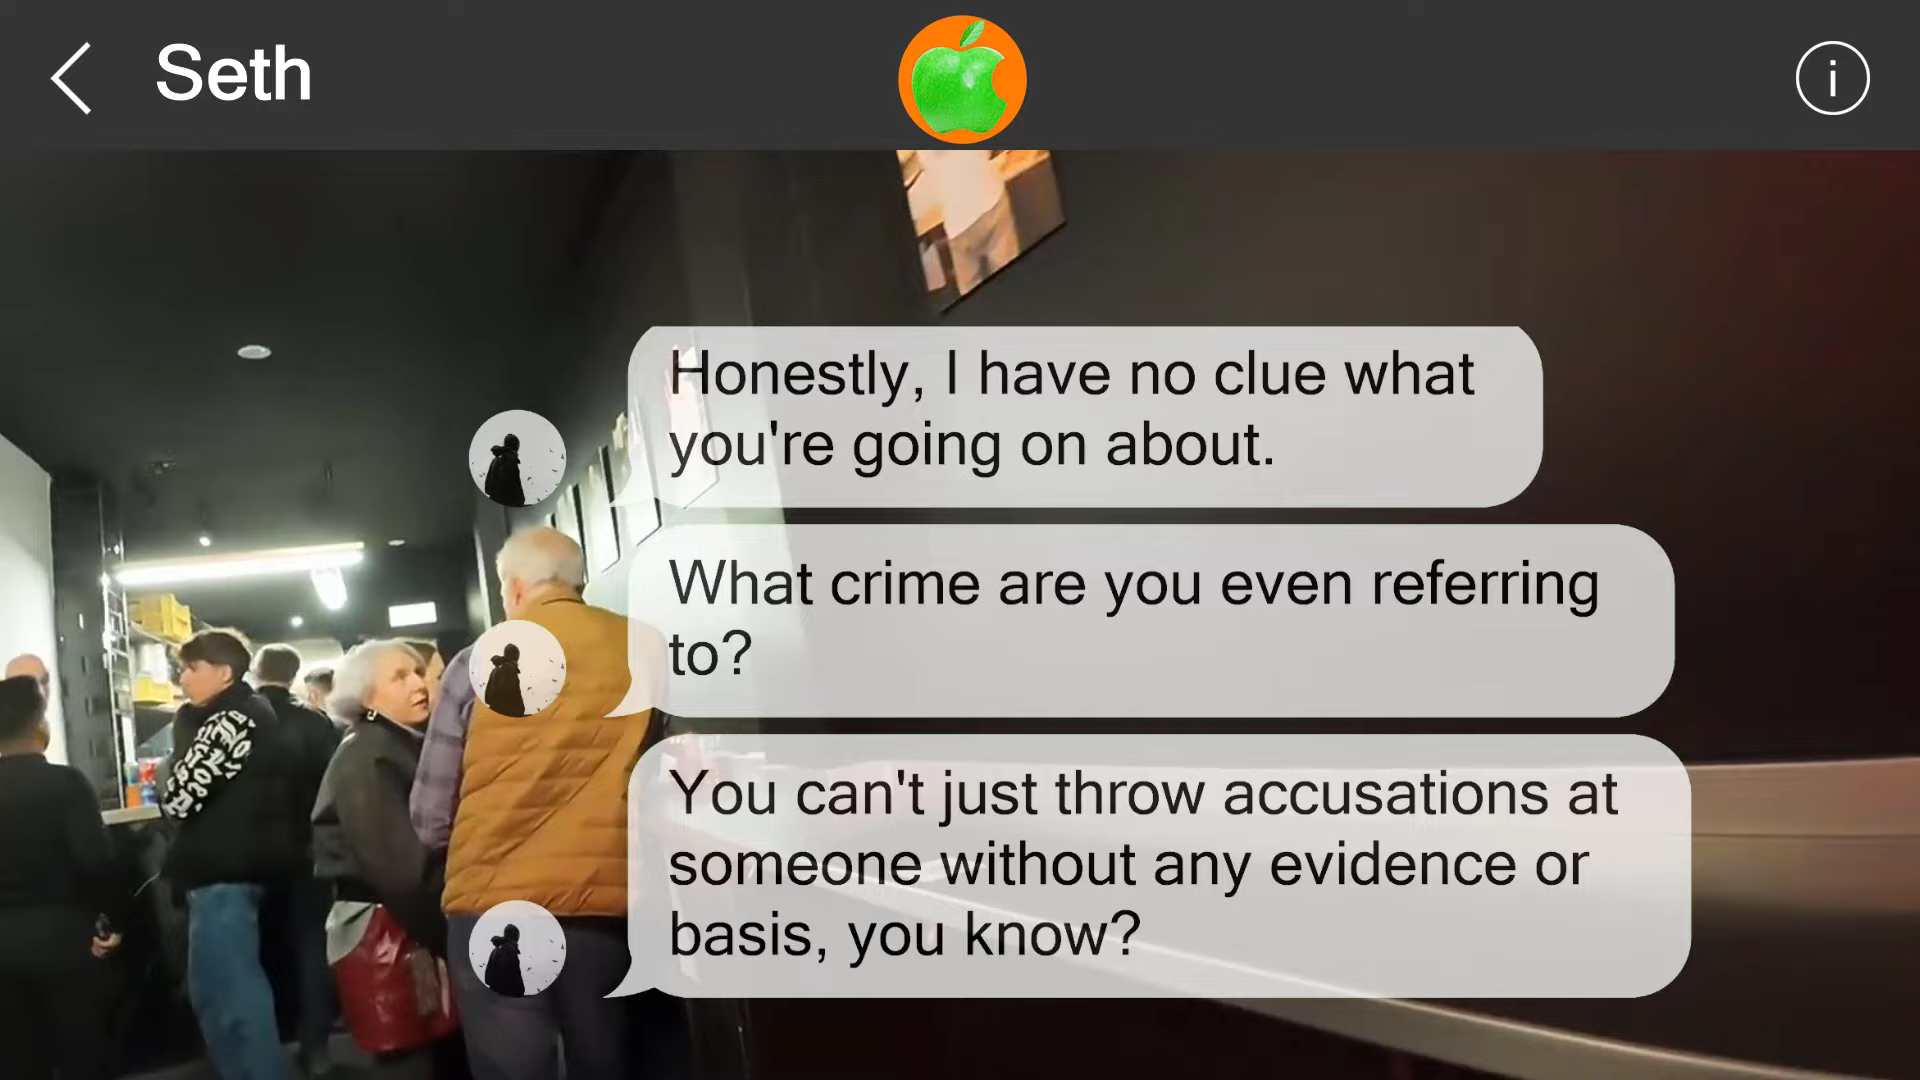 Seth
Honestly, I have no clue what
you're going on about.
What crime are you even referring
to?
You can't just throw accusations at
someone without any evidence or
basis, you know?